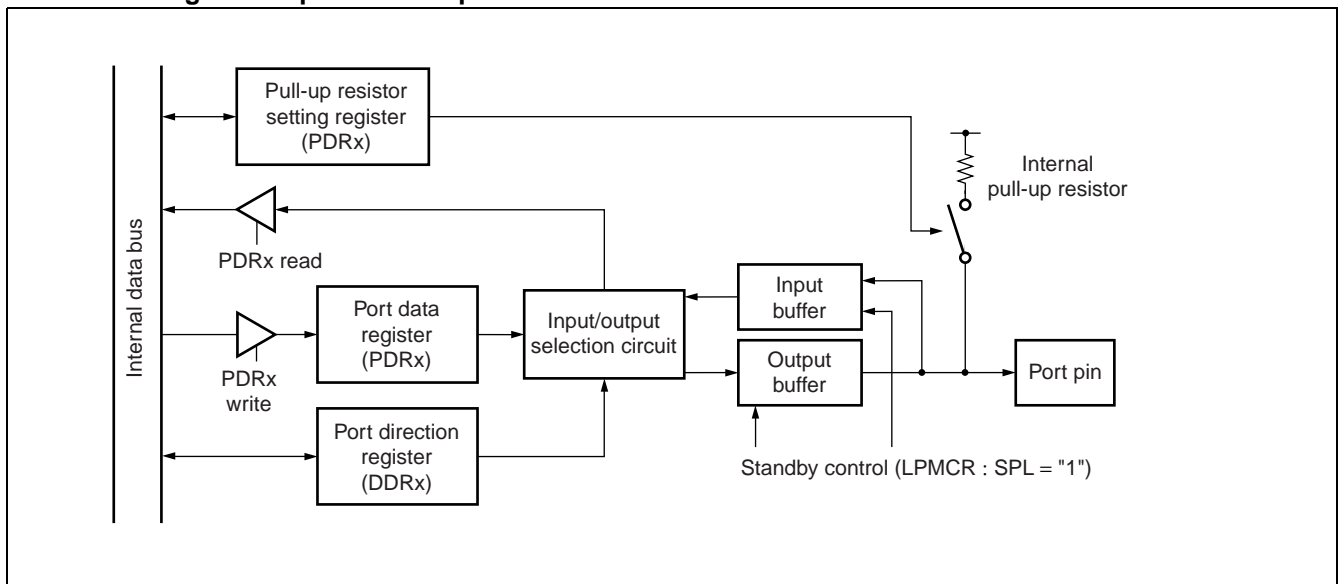 Pull-up resistor
setting register
(PDRx)
Internal
pull-up resistor
Internal data bus
PDRx read
Input
buffer
Port data
register
(PDRx)
Input/output
selection circuit
Output
buffer
Port pin
PDRx
write
Port direction
register
(DDRx)
Standby control (LPMCR : SPL = "1")